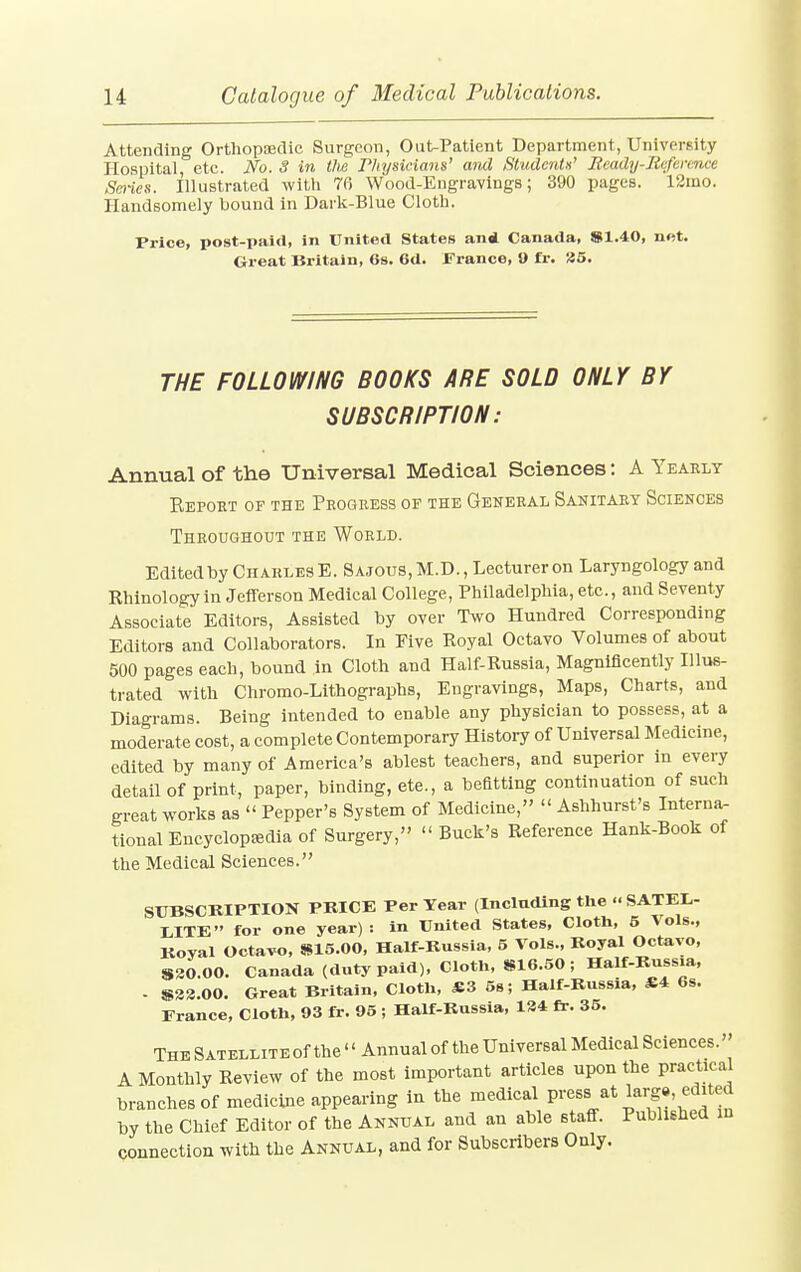 14 Catalogue of Medical Publications.
Attending Orthopædic Surgeon, Out-Patient Department, University
Hospital, etc. No. 3 in the Physicians' and Students' Ready-Reference
Series. Illustrated with 76 Wood-Engravings; 390 pages. 12mo.
Handsomely bound in Dark-Blue Cloth.
Price, post-paid, in United States and Canada, $1.40, net.
Great Britain, 6s. 6d. France, 9 fr. 25.
THE FOLLOWING BOOKS ARE SOLD ONLY BY
SUBSCRIPTION:
Annual of the Universal Medical Sciences: A Yearly
Report of the Progress of the General Sanitary Sciences
Throughout the World.
Edited by Charles E. Sajous, M.D., Lecturer on Laryngology and
Rhinology in Jefferson Medical College, Philadelphia, etc., and Seventy
Associate Editors, Assisted by over Two Hundred Corresponding
Editors and Collaborators. In Five Royal Octavo Volumes of about
500 pages each, bound in Cloth and Half-Russia, Magnificently Illus-
trated with Chromo-Lithographs, Engravings, Maps, Charts, and
Diagrams. Being intended to enable any physician to possess, at a
moderate cost, a complete Contemporary History of Universal Medicine,
edited by many of America's ablest teachers, and superior in every
detail of print, paper, binding, etc., a befitting continuation of such
great works as "Pepper's System of Medicine," "Ashhurst's Interna-
tional Encyclopædia of Surgery," "Buck's Reference Hank-Book of
the Medical Sciences."
SUBSCRIPTION PRICE Per Year (Including the "SATEL-
LITE" for one year): in United States, Cloth, 5 Vols.,
Royal Octavo, $15.00, Half-Russia, 5 Vols., Royal Octavo,
$20.00. Canada (duty paid), Cloth, $16.50; Half-Russia,
$22.00. Great Britain, Cloth, £3 5s; Half-Russia, £4 6s.
France, Cloth, 93 fr. 95; Half-Russia, 124 fr. 35.
The Satellite of the "Annual of the Universal Medical Sciences."
A Monthly Review of the most important articles upon the practical
branches of medicine appearing in the medical press at large, edited
by the Chief Editor of the Annual and an able staff. Published in
connection with the Annual, and for Subscribers Only.